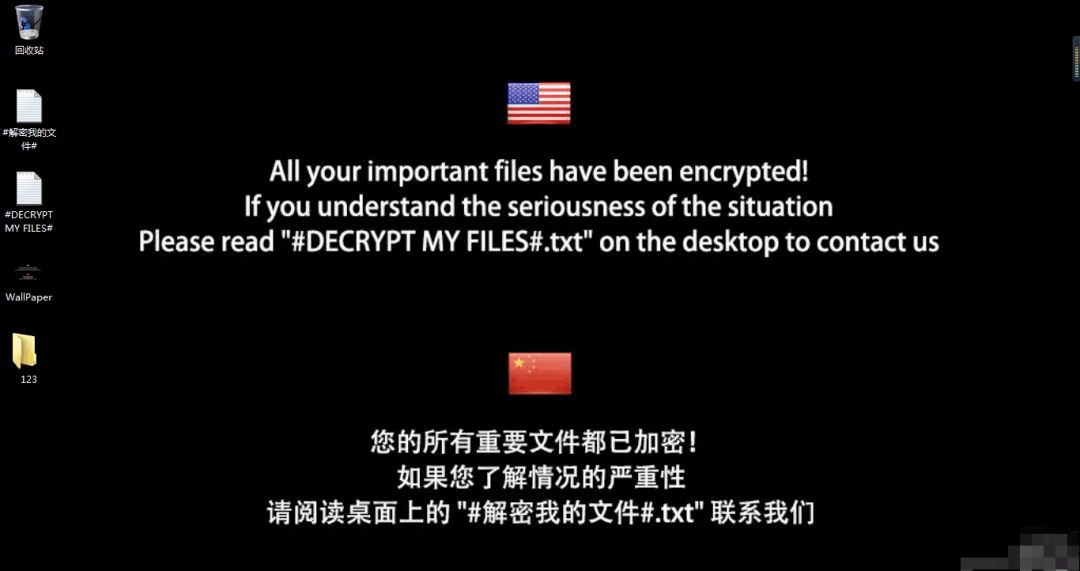 回收站
#解密我的文
件#
#DECRYPT
MY FILES#
WallPaper
123
All your important files have been encrypted!
If you understand the seriousness of the situation
Please read "#DECRYPT MY FILES#.txt" on the desktop to contact us
您的所有重要文件都已加密!
如果您了解情况的严重性
请阅读桌面上的 "#解密我的文件#.txt" 联系我们